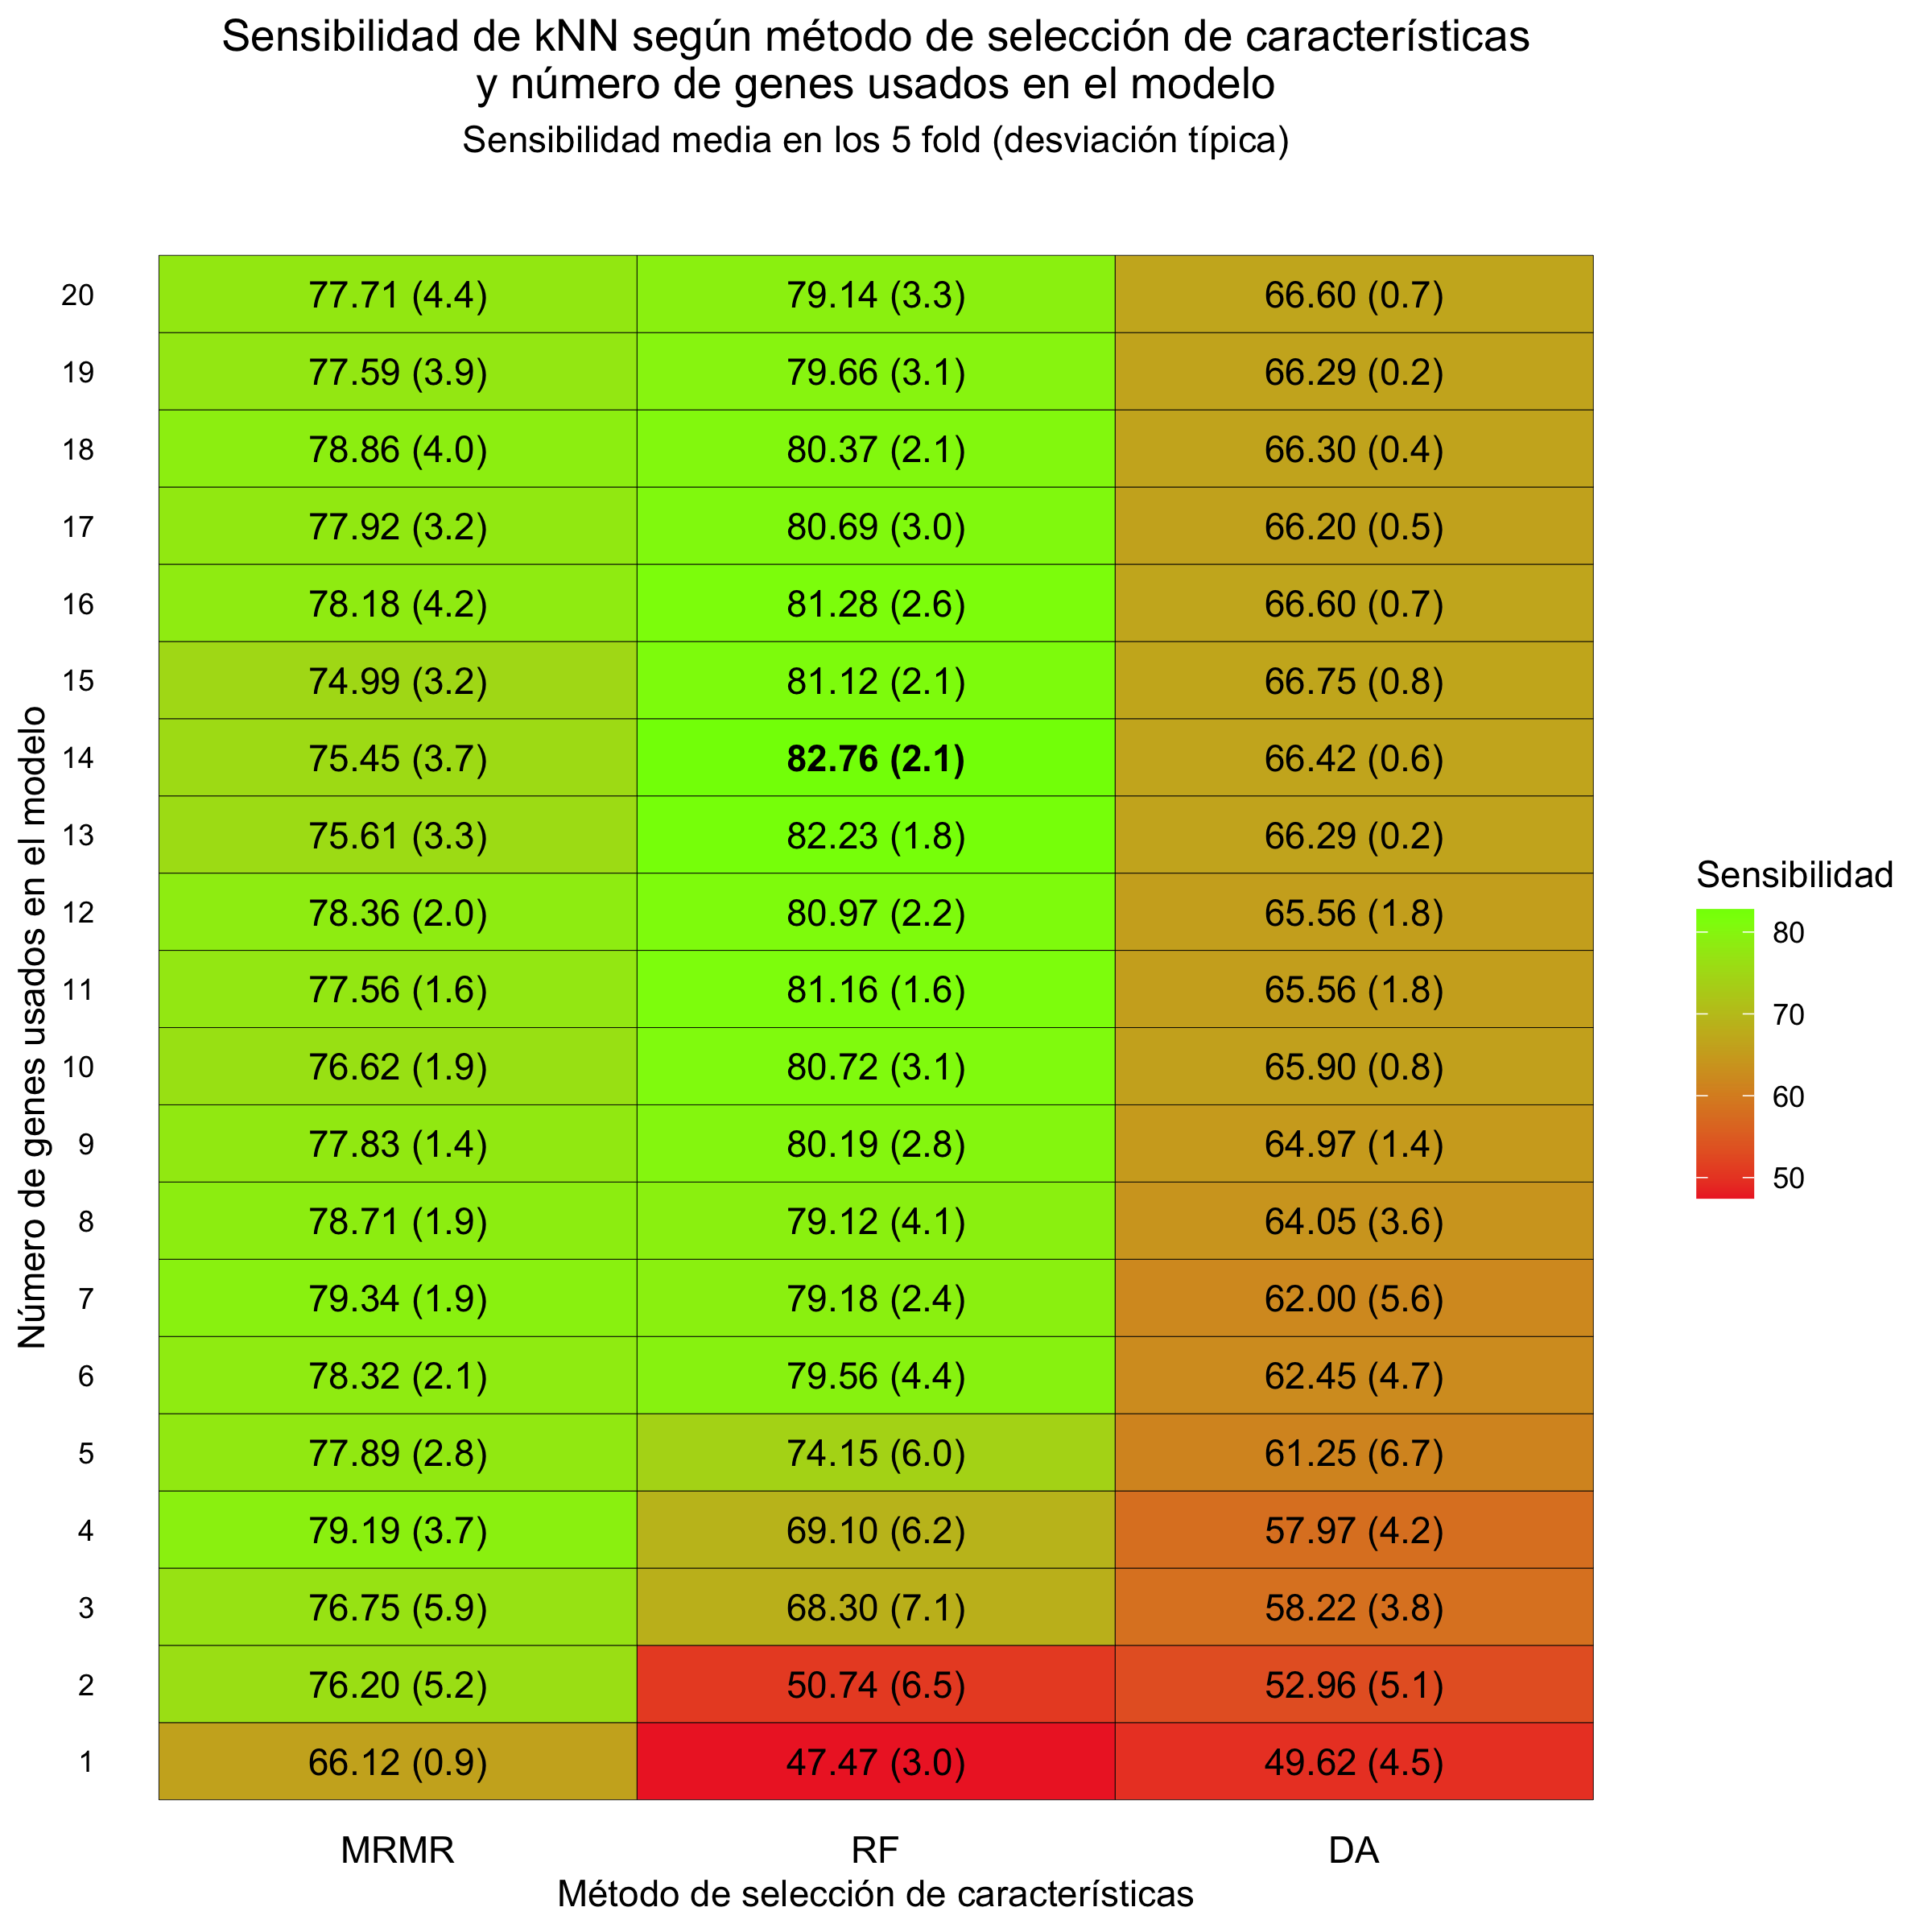 Sensibilidad de kNN según método de selección de características
y número de genes usados en el modelo
Sensibilidad media en los 5 fold (desviación típica)
Número de genes usados en el modelo
20 77.71 (4.4) 79.14 (3.3) 66.60 (0.7)
19 77.59 (3.9) 79.66 (3.1) 66.29 (0.2)
18 78.86 (4.0) 80.37 (2.1) 66.30 (0.4)
17 77.92 (3.2) 80.69 (3.0) 66.20 (0.5)
16 78.18 (4.2) 81.28 (2.6) 66.60 (0.7)
15 74.99 (3.2) 81.12 (2.1) 66.75 (0.8)
14 75.45 (3.7) 82.76 (2.1) 66.42 (0.6)
13 75.61 (3.3) 82.23 (1.8) 66.29 (0.2)
12 78.36 (2.0) 80.97 (2.2) 65.56 (1.8)
11 77.56 (1.6) 81.16 (1.6) 65.56 (1.8)
10 76.62 (1.9) 80.72 (3.1) 65.90 (0.8)
9 77.83 (1.4) 80.19 (2.8) 64.97 (1.4)
8 78.71 (1.9) 79.12 (4.1) 64.05 (3.6)
7 79.34 (1.9) 79.18 (2.4) 62.00 (5.6)
6 78.32 (2.1) 79.56 (4.4) 62.45 (4.7)
5 77.89 (2.8) 74.15 (6.0) 61.25 (6.7)
4 79.19 (3.7) 69.10 (6.2) 57.97 (4.2)
3 76.75 (5.9) 68.30 (7.1) 58.22 (3.8)
2 76.20 (5.2) 50.74 (6.5) 52.96 (5.1)
1 66.12 (0.9) 47.47 (3.0) 49.62 (4.5)
MRMR RF DA
Método de selección de características
Sensibilidad
80
70
60
50